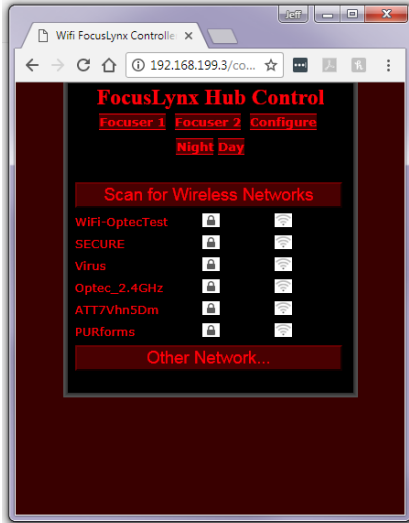 Jeff
Wifi FocusLynx Controlle
192.168.199.3/co...
FocusLynx Hub Control
Focuser 1 Focuser 2 Configure
Night Day
Scan for Wireless Networks
WiFi-OptecTest
SECURE
Virus
Optec_2.4GHz
ATT7Vhn5Dm
PURforms
Other Network...